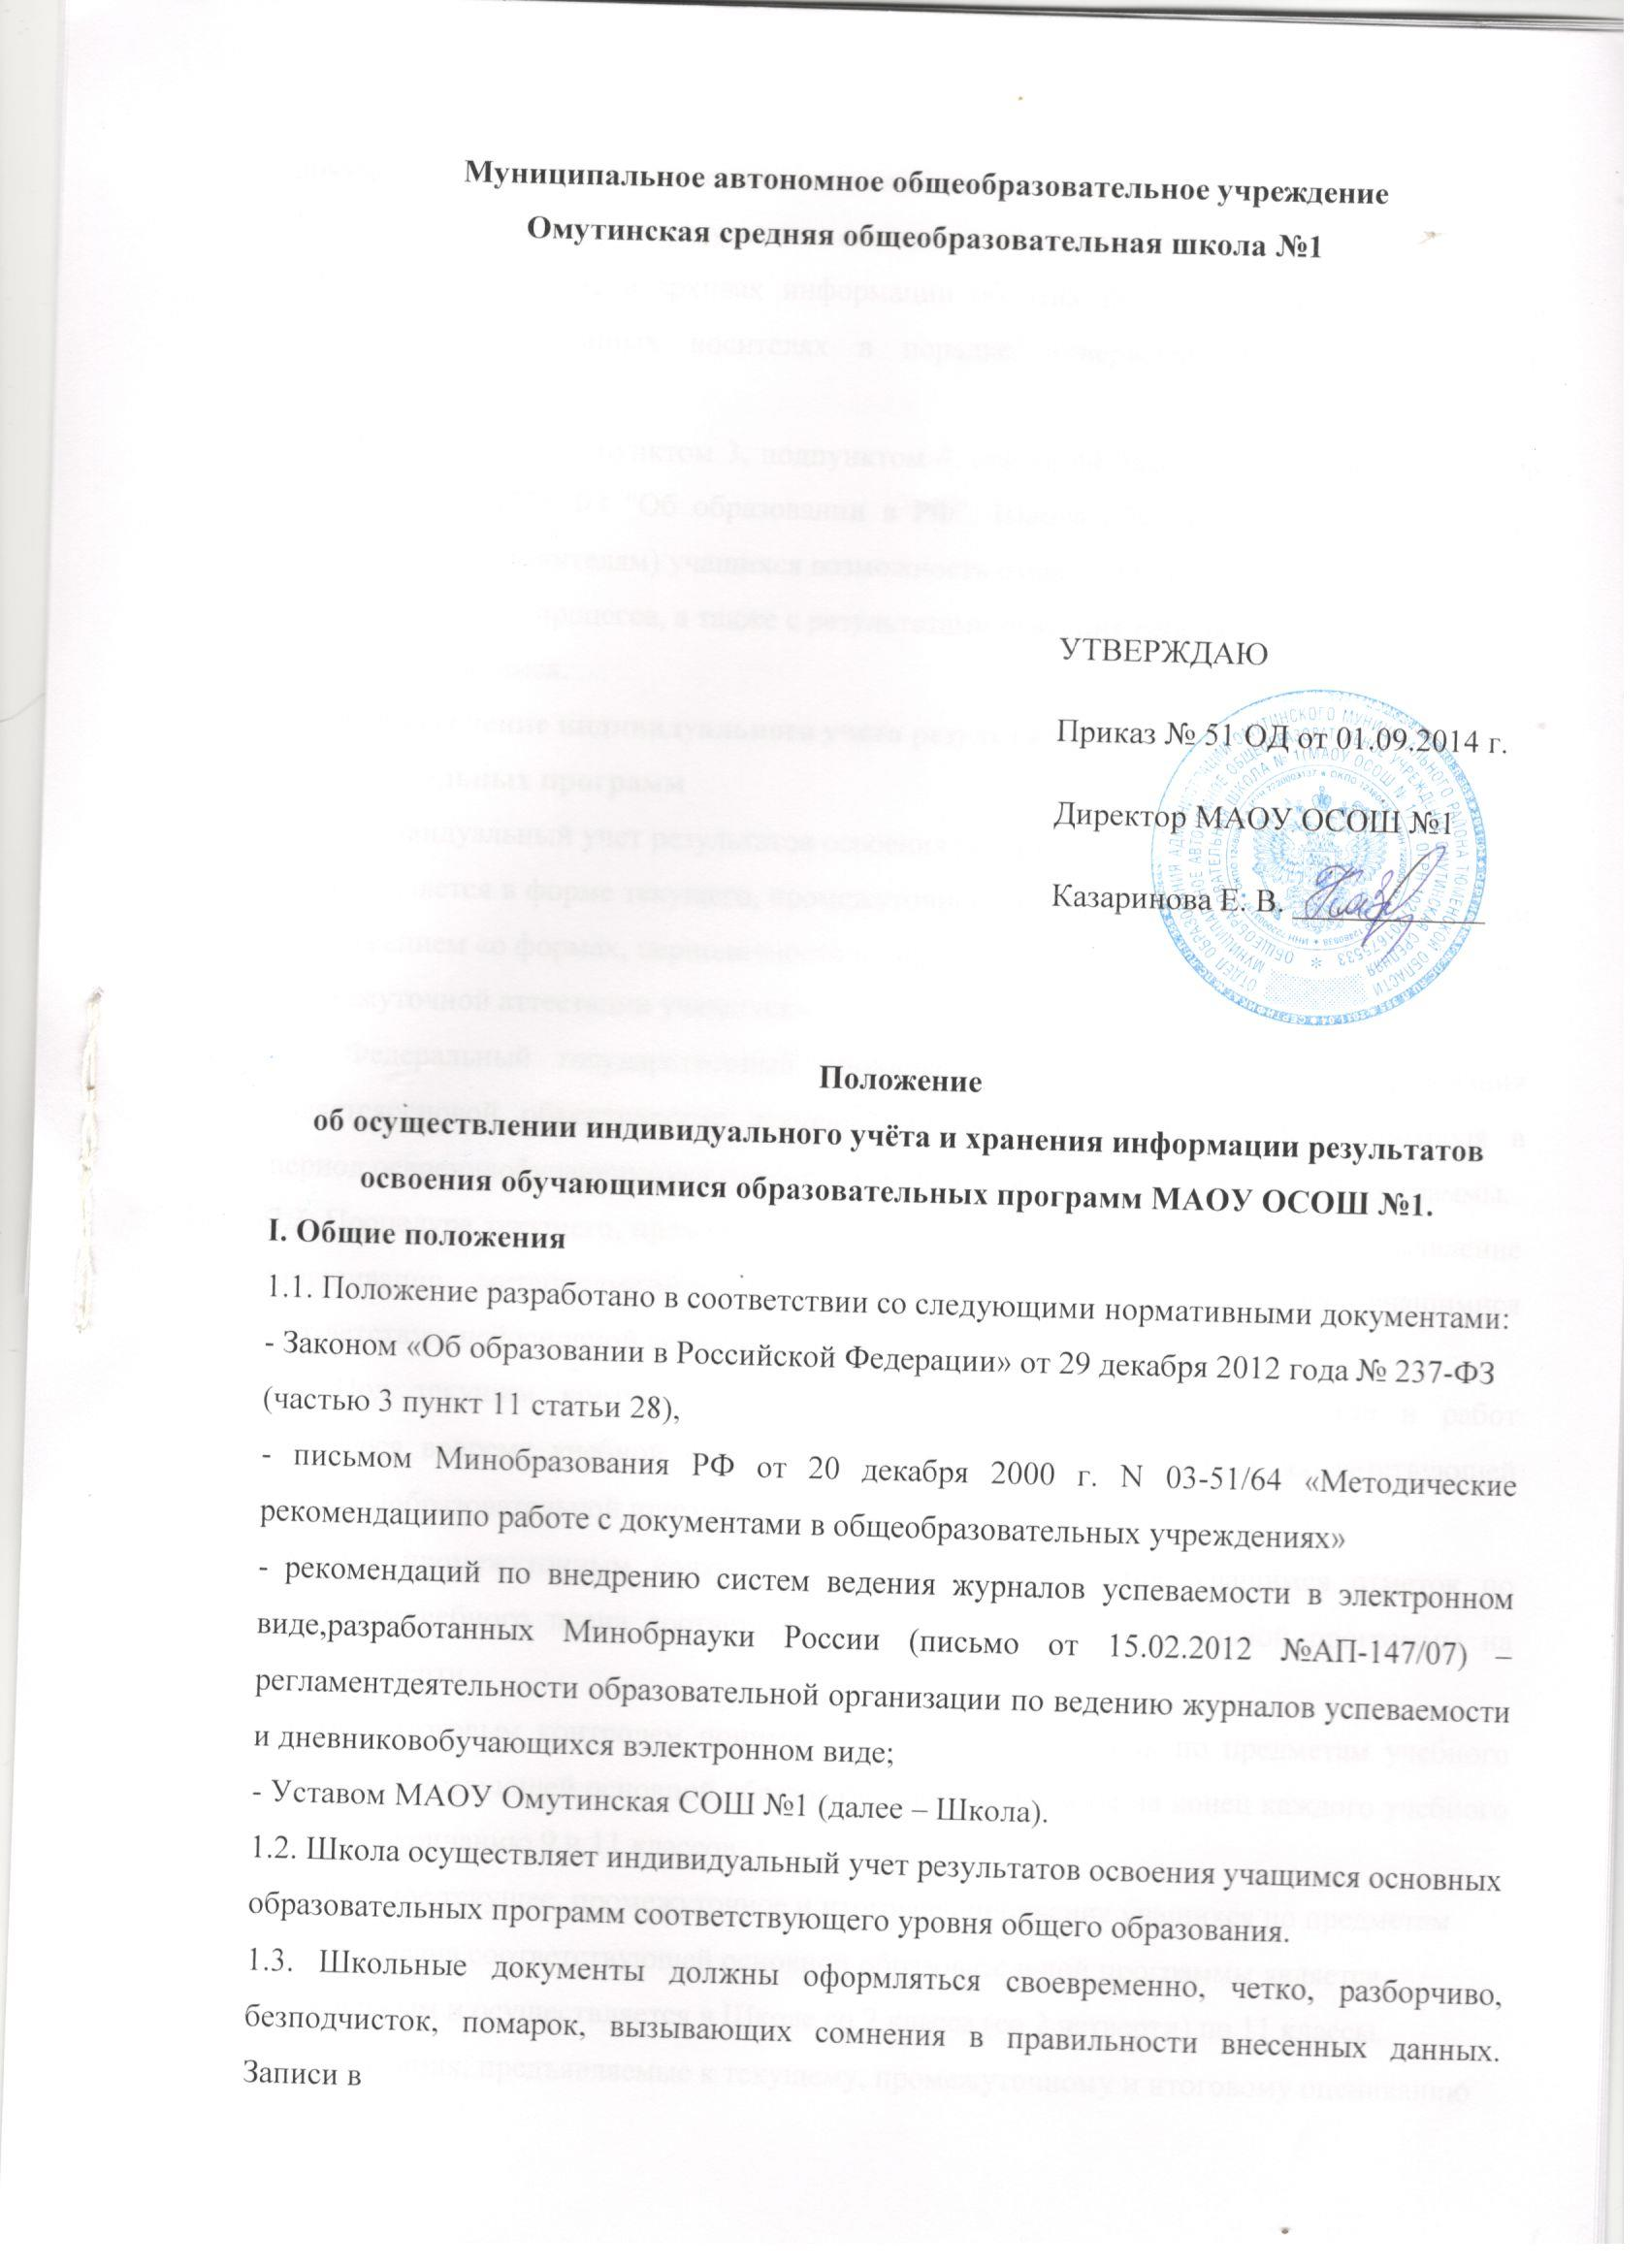 Муниципальное автономное общеобразовательное учреждение
Омутинская средняя общеобразовательная школа №1
УТВЕРЖДАЮ
Приказ № 51 ОД от 01.09.2014 г.
Директор МАОУ ОСОШ №1
Казаринова Е. В.
Положение
об осуществлении индивидуального учёта и хранения информации результатов
освоения обучающимися образовательных программ МАОУ ОСОШ №1.
I. Общие положения
1.1. Положение разработано в соответствии со следующими нормативными документами:
- Законом «Об образовании в Российской Федерации» от 29 декабря 2012 года № 237-ФЗ
(частью 3 пункт 11 статьи 28),
- письмом Минобразования РФ от 20 декабря 2000 г. N 03-51/64 «Методические
рекомендациипо работе с документами в общеобразовательных учреждениях»
- рекомендаций по внедрению систем ведения журналов успеваемости в электронном
виде,разработанных Минобрнауки России (письмо от 15.02.2012 №АП-147/07) –
регламентдеятельности образовательной организации по ведению журналов успеваемости
и дневниковобучающихся вэлектронном виде;
- Уставом МАОУ Омутинская СОШ №1 (далее – Школа).
1.2. Школа осуществляет индивидуальный учет результатов освоения учащимся основных
образовательных программ соответствующего уровня общего образования.
1.3. Школьные документы должны оформляться своевременно, четко, разборчиво,
безподчисток, помарок, вызывающих сомнения в правильности внесенных данных.
Записи в